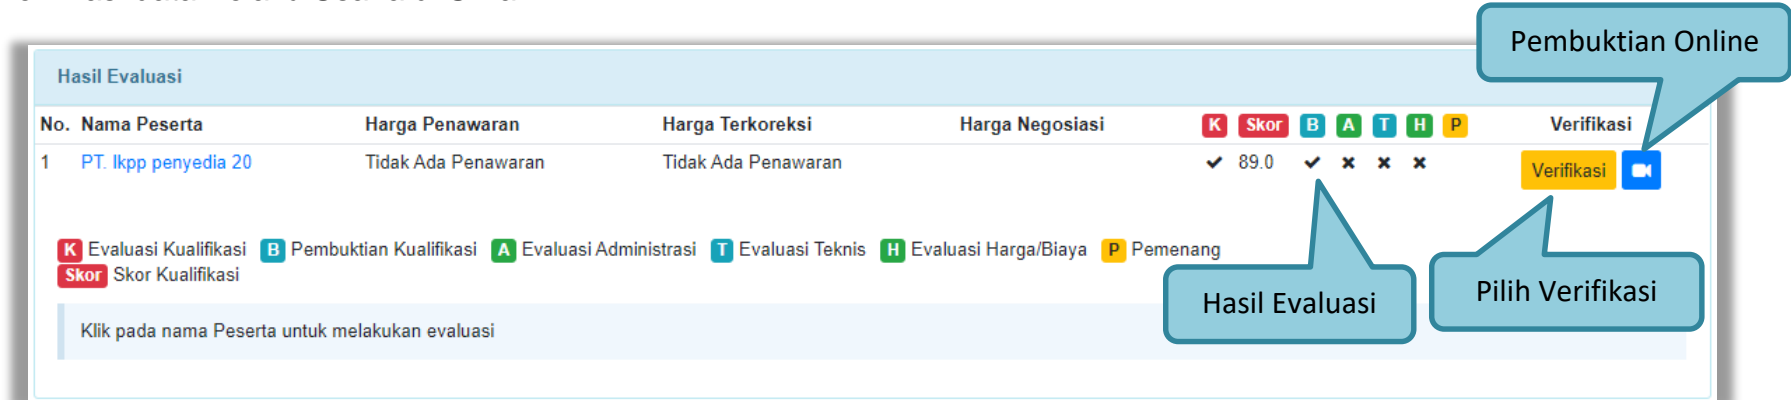 Pembuktian Online
Hasil Evaluasi
No. Nama Peserta Harga Penawaran Harga Terkoreksi Harga Negosiasi K Skor B A T H P Verifikasi
1 PT. lkpp penyedia 20 Tidak Ada Penawaran Tidak Ada Penawaran ✔ 89.0 ✔ ✖ ✖ ✖ Verifikasi
K Evaluasi Kualifikasi B Pembuktian Kualifikasi A Evaluasi Administrasi T Evaluasi Teknis H Evaluasi Harga/Biaya P Pemenang
Skor Skor Kualifikasi
Hasil Evaluasi
Pilih Verifikasi
Klik pada nama Peserta untuk melakukan evaluasi